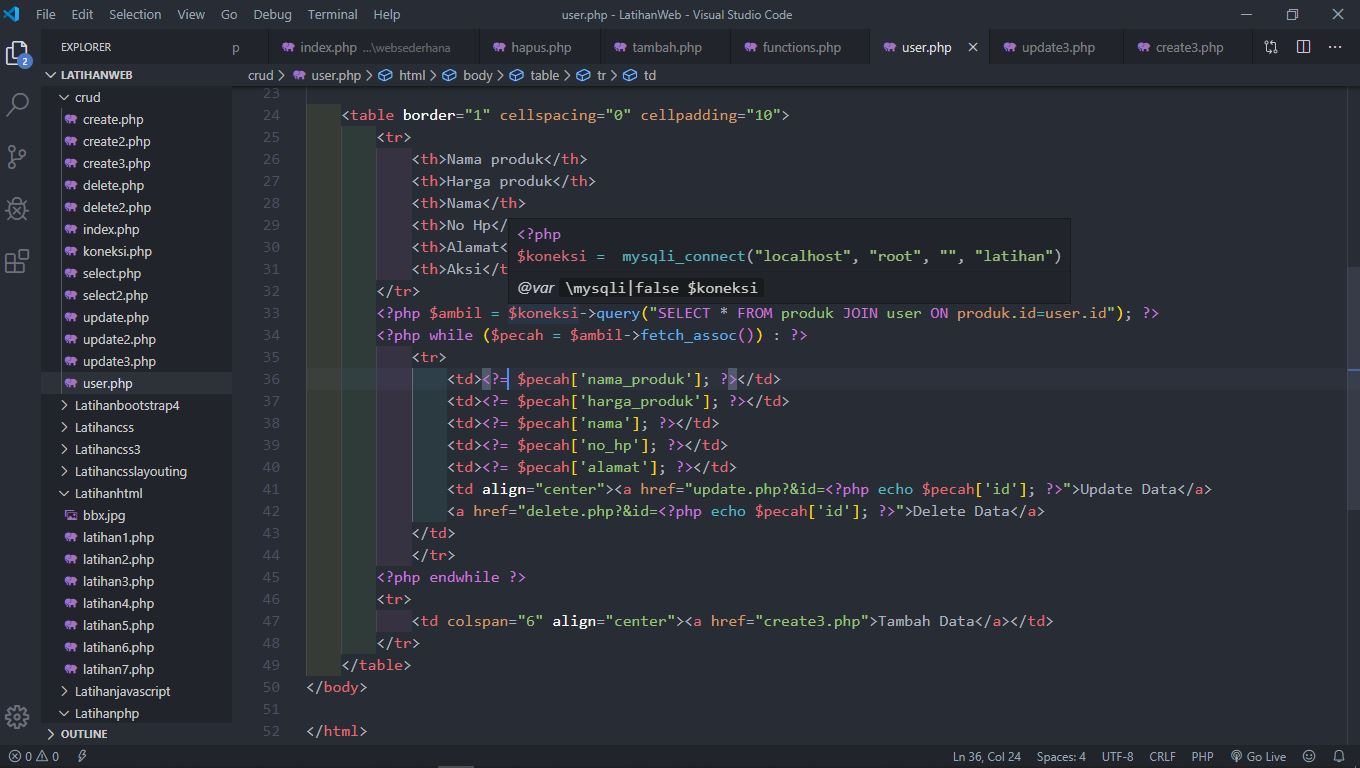 File Edit Selection View Go Debug Terminal Help user.php - LatihanWeb - Visual Studio Code
EXPLORER
p index.php ...\websederhana hapus.php tambah.php functions.php user.php update3.php create3.php
LATIHANWEB
crud > user.php > html > body > table > tr > td
2
crud
create.php
create2.php
create3.php
delete.php
delete2.php
index.php
koneksi.php
select.php
select2.php
update.php
update2.php
update3.php
user.php
Latihanbootstrap4
Latihancss
Latihancss3
Latihancsslayouting
Latihanhtml
bbx.jpg
latihan1.php
latihan2.php
latihan3.php
latihan4.php
latihan5.php
latihan6.php
latihan7.php
Latihanjavascript
Latihanphp
OUTLINE
23
24 <table border="1" cellspacing="0" cellpadding="10">
25 <tr>
26 <th>Nama produk</th>
27 <th>Harga produk</th>
28 <th>Nama</th>
29 <th>No Hp</
30 <th>Alamat<
31 <th>Aksi</t
<?php
$koneksi = mysqli_connect("localhost", "root", "", "latihan")
@var \mysqli|false $koneksi
32 </tr>
33 <?php $ambil = $koneksi->query("SELECT * FROM produk JOIN user ON produk.id=user.id"); ?>
34 <?php while ($pecah = $ambil->fetch_assoc()) : ?>
35 <tr>
36 <td><?= $pecah['nama_produk']; ?></td>
37 <td><?= $pecah['harga_produk']; ?></td>
38 <td><?= $pecah['nama']; ?></td>
39 <td><?= $pecah['no_hp']; ?></td>
40 <td><?= $pecah['alamat']; ?></td>
41 <td align="center"><a href="update.php?&id=<?php echo $pecah['id']; ?>">Update Data</a>
42 <a href="delete.php?&id=<?php echo $pecah['id']; ?>">Delete Data</a>
43 </td>
44 </tr>
45 <?php endwhile ?>
46 <tr>
47 <td colspan="6" align="center"><a href="create3.php">Tambah Data</a></td>
48 </tr>
49 </table>
50 </body>
51
52 </html>
0 0 Ln 36, Col 24 Spaces: 4 UTF-8 CRLF PHP Go Live